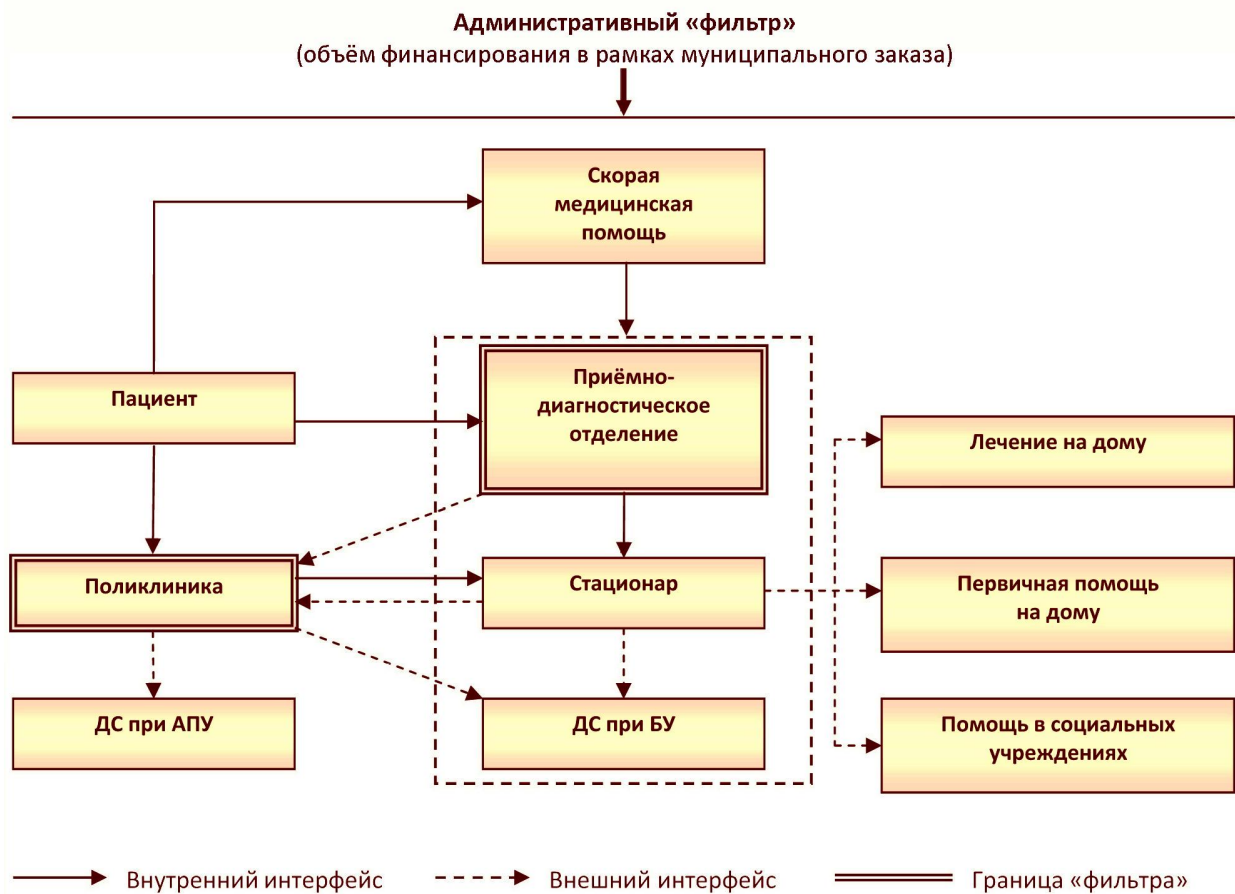 Административный «фильтр»
(объём финансирования в рамках муниципального заказа)
Скорая
медицинская
помощь
Пациент
Приёмно-
диагностическое
отделение
Лечение на дому
Поликлиника
Стационар
Первичная помощь
на дому
ДС при АПУ
ДС при БУ
Помощь в социальных
учреждениях
Внутренний интерфейс
Внешний интерфейс
Граница «фильтра»